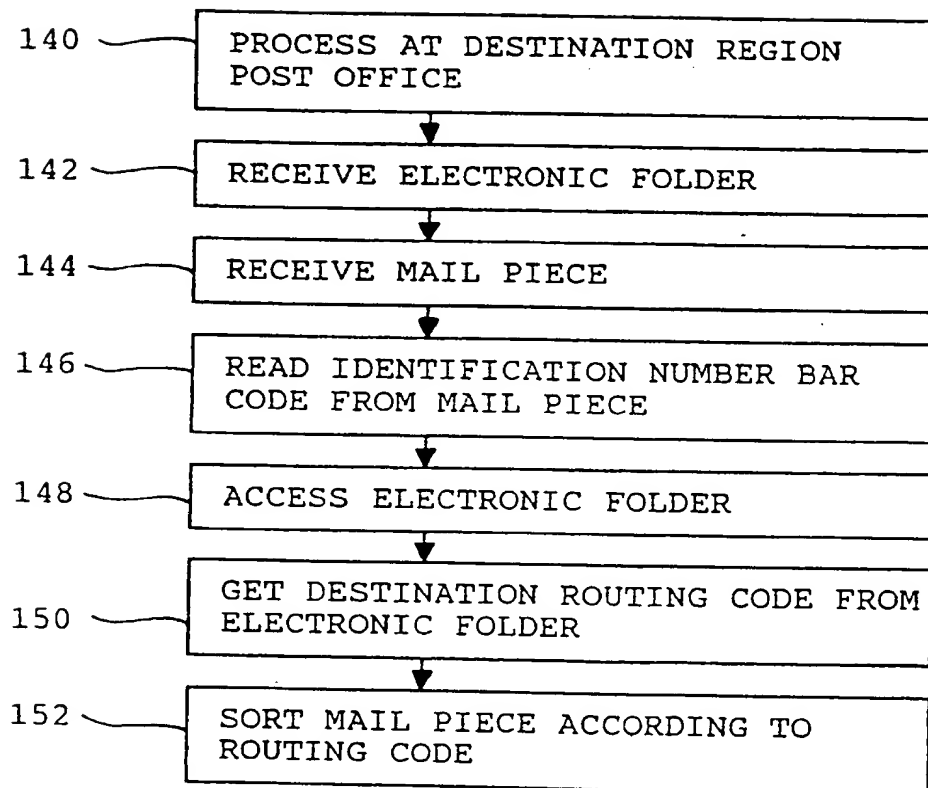 140 PROCESS AT DESTINATION REGION
POST OFFICE
142 RECEIVE ELECTRONIC FOLDER
144 RECEIVE MAIL PIECE
146 READ IDENTIFICATION NUMBER BAR
CODE FROM MAIL PIECE
148 ACCESS ELECTRONIC FOLDER
GET DESTINATION ROUTING CODE FROM
150 ELECTRONIC FOLDER
152 SORT MAIL PIECE ACCORDING TO
ROUTING CODE